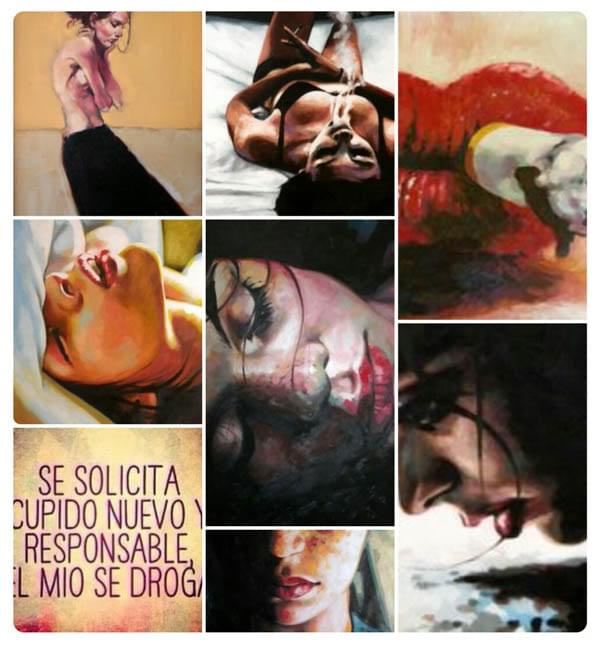 SE SOLICITA
CUPIDO NUEVO Y
RESPONSABLE,
EL MIO SE DROGA